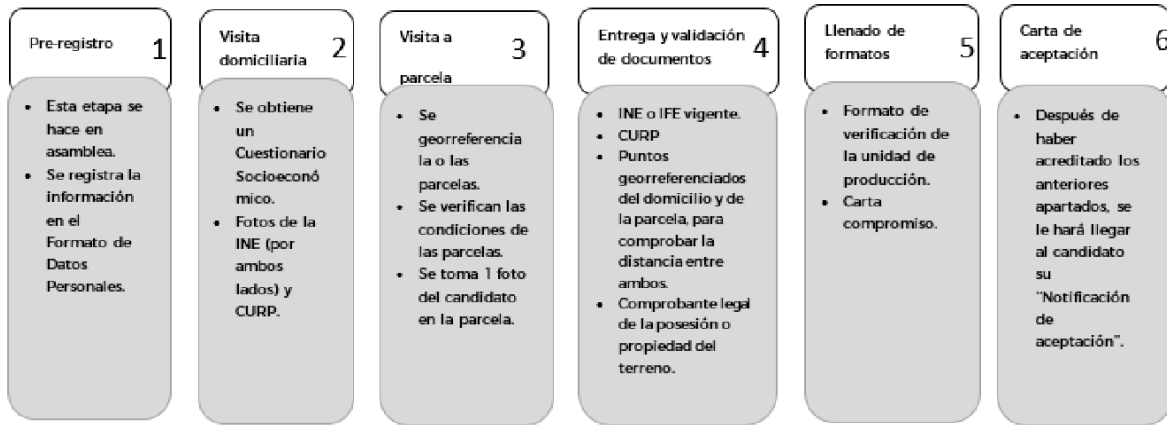 Pre-registro 1
Esta etapa se
hace en
asamblea.
Se registra la
información
en el
Formato de
Datos
Personales.
Visita
domiciliaria 2
Se obtiene
un
Cuestionario
Socioeconó
mico.
Fotos de la
INE (por
ambos
lados) y
CURP.
Visita a
parcela 3
Se
georreferencia
la o las
parcelas.
Se verifican las
condiciones de
las parcelas.
Se toma 1 foto
del candidato
en la parcela.
Entrega y validación
de documentos 4
INE o IFE vigente.
CURP
Puntos
georreferenciados
del domicilio y de
la parcela, para
comprobar la
distancia entre
ambos.
Comprobante legal
de la posesión o
propiedad del
terreno.
Llenado de
formatos 5
Formato de
verificación de
la unidad de
producción.
Carta
compromiso.
Carta de
aceptación 6
Después de
haber
acreditado los
anteriores
apartados, se
le hará llegar
al candidato
su
"Notificación
de
aceptación".